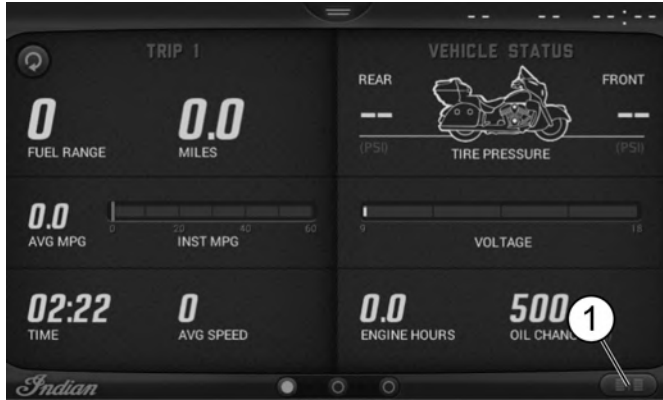 -- -- --:--
TRIP 1
VEHICLE STATUS
REAR
FRONT
0
0.0
-- --
FUEL RANGE
MILES
(PSI)
TIRE PRESSURE
(PSI)
0.0
0 20 40 60
AVG MPG
INST MPG
9 18
VOLTAGE
02:22
0
TIME
AVG SPEED
0.0
500
ENGINE HOURS
OIL CHAN
1
Indian